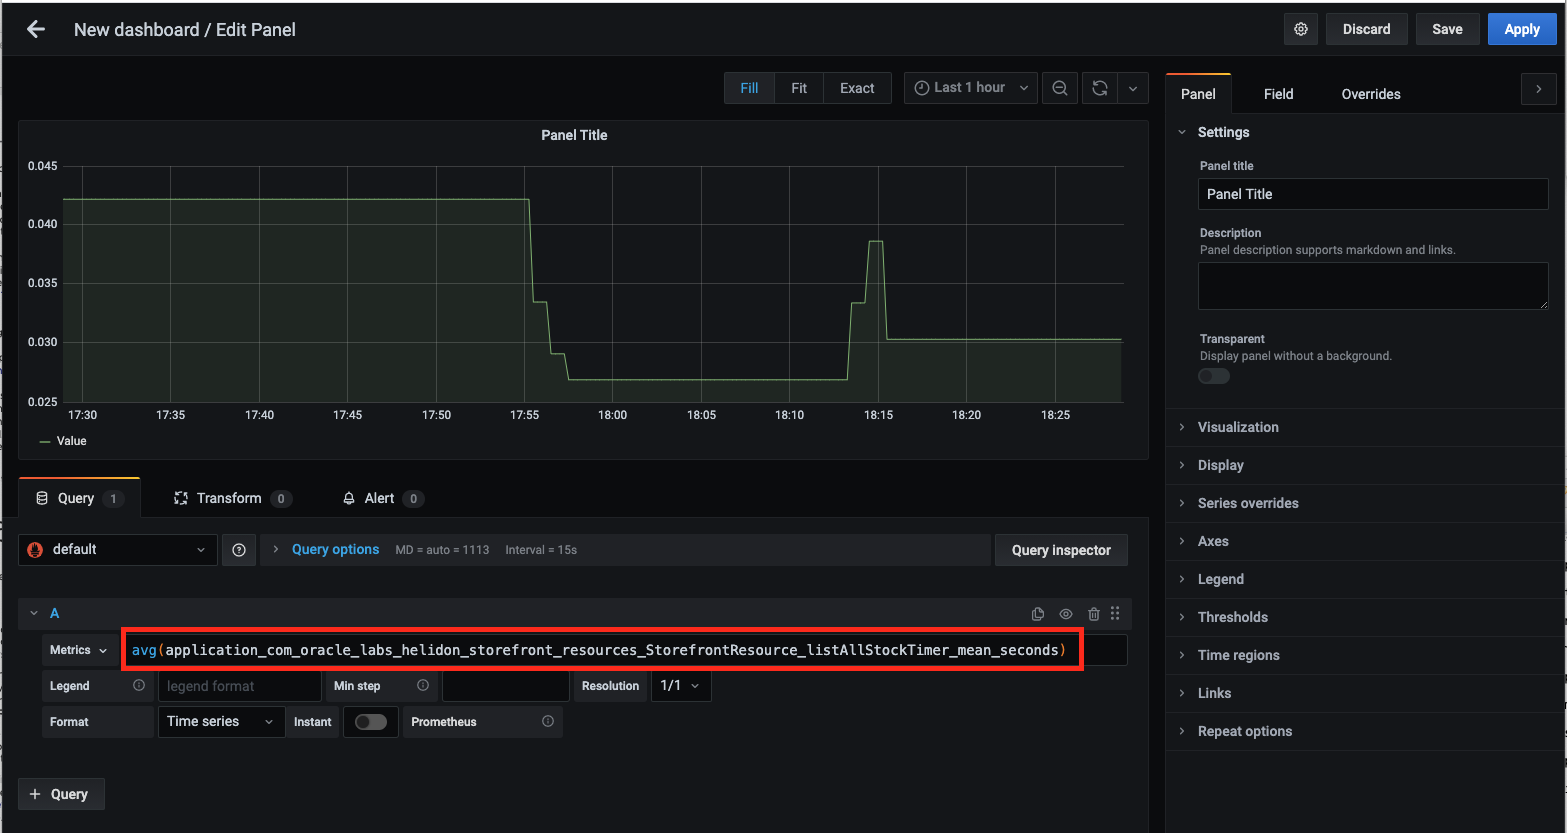 New dashboard / Edit Panel
Discard
Save
Apply
Fill
Fit
Exact
Last 1 hour
Panel
Field
Overrides
Panel Title
0.045
0.040
0.035
0.030
0.025
17:30
17:35
17:40
17:45
17:50
17:55
18:00
18:05
18:10
18:15
18:20
18:25
Value
Settings
Panel title
Panel Title
Description
Panel description supports markdown and links.
Transparent
Display panel without a background.
Visualization
Display
Series overrides
Axes
Legend
Thresholds
Time regions
Links
Repeat options
Query 1
Transform 0
Alert 0
default
Query options MD = auto = 1113 Interval = 15s
Query inspector
A
Metrics
avg(application_com_oracle_labs_helidon_storefront_resources_StorefrontResource_listAllStockTimer_mean_seconds)
Legend legend format Min step Resolution 1/1
Format Time series Instant Prometheus
+ Query